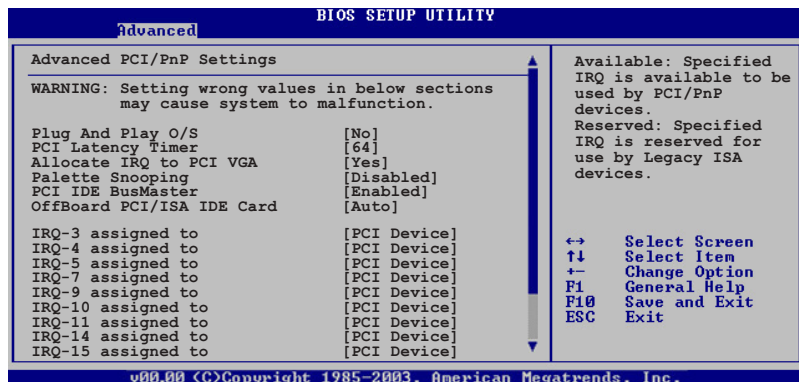 BIOS SETUP UTILITY
Advanced
Advanced PCI/PnP Settings
WARNING: Setting wrong values in below sections
may cause system to malfunction.
Plug And Play O/S [No]
PCI Latency Timer [64]
Allocate IRQ to PCI VGA [Yes]
Palette Snooping [Disabled]
PCI IDE BusMaster [Enabled]
OffBoard PCI/ISA IDE Card [Auto]
IRQ-3 assigned to [PCI Device]
IRQ-4 assigned to [PCI Device]
IRQ-5 assigned to [PCI Device]
IRQ-7 assigned to [PCI Device]
IRQ-9 assigned to [PCI Device]
IRQ-10 assigned to [PCI Device]
IRQ-11 assigned to [PCI Device]
IRQ-14 assigned to [PCI Device]
IRQ-15 assigned to [PCI Device]
Available: Specified
IRQ is available to be
used by PCI/PnP
devices.
Reserved: Specified
IRQ is reserved for
use by Legacy ISA
devices.
↔ Select Screen
↑↓ Select Item
+- Change Option
F1 General Help
F10 Save and Exit
ESC Exit
v00.00 (C)Copyright 1985-2003, American Megatrends, Inc.